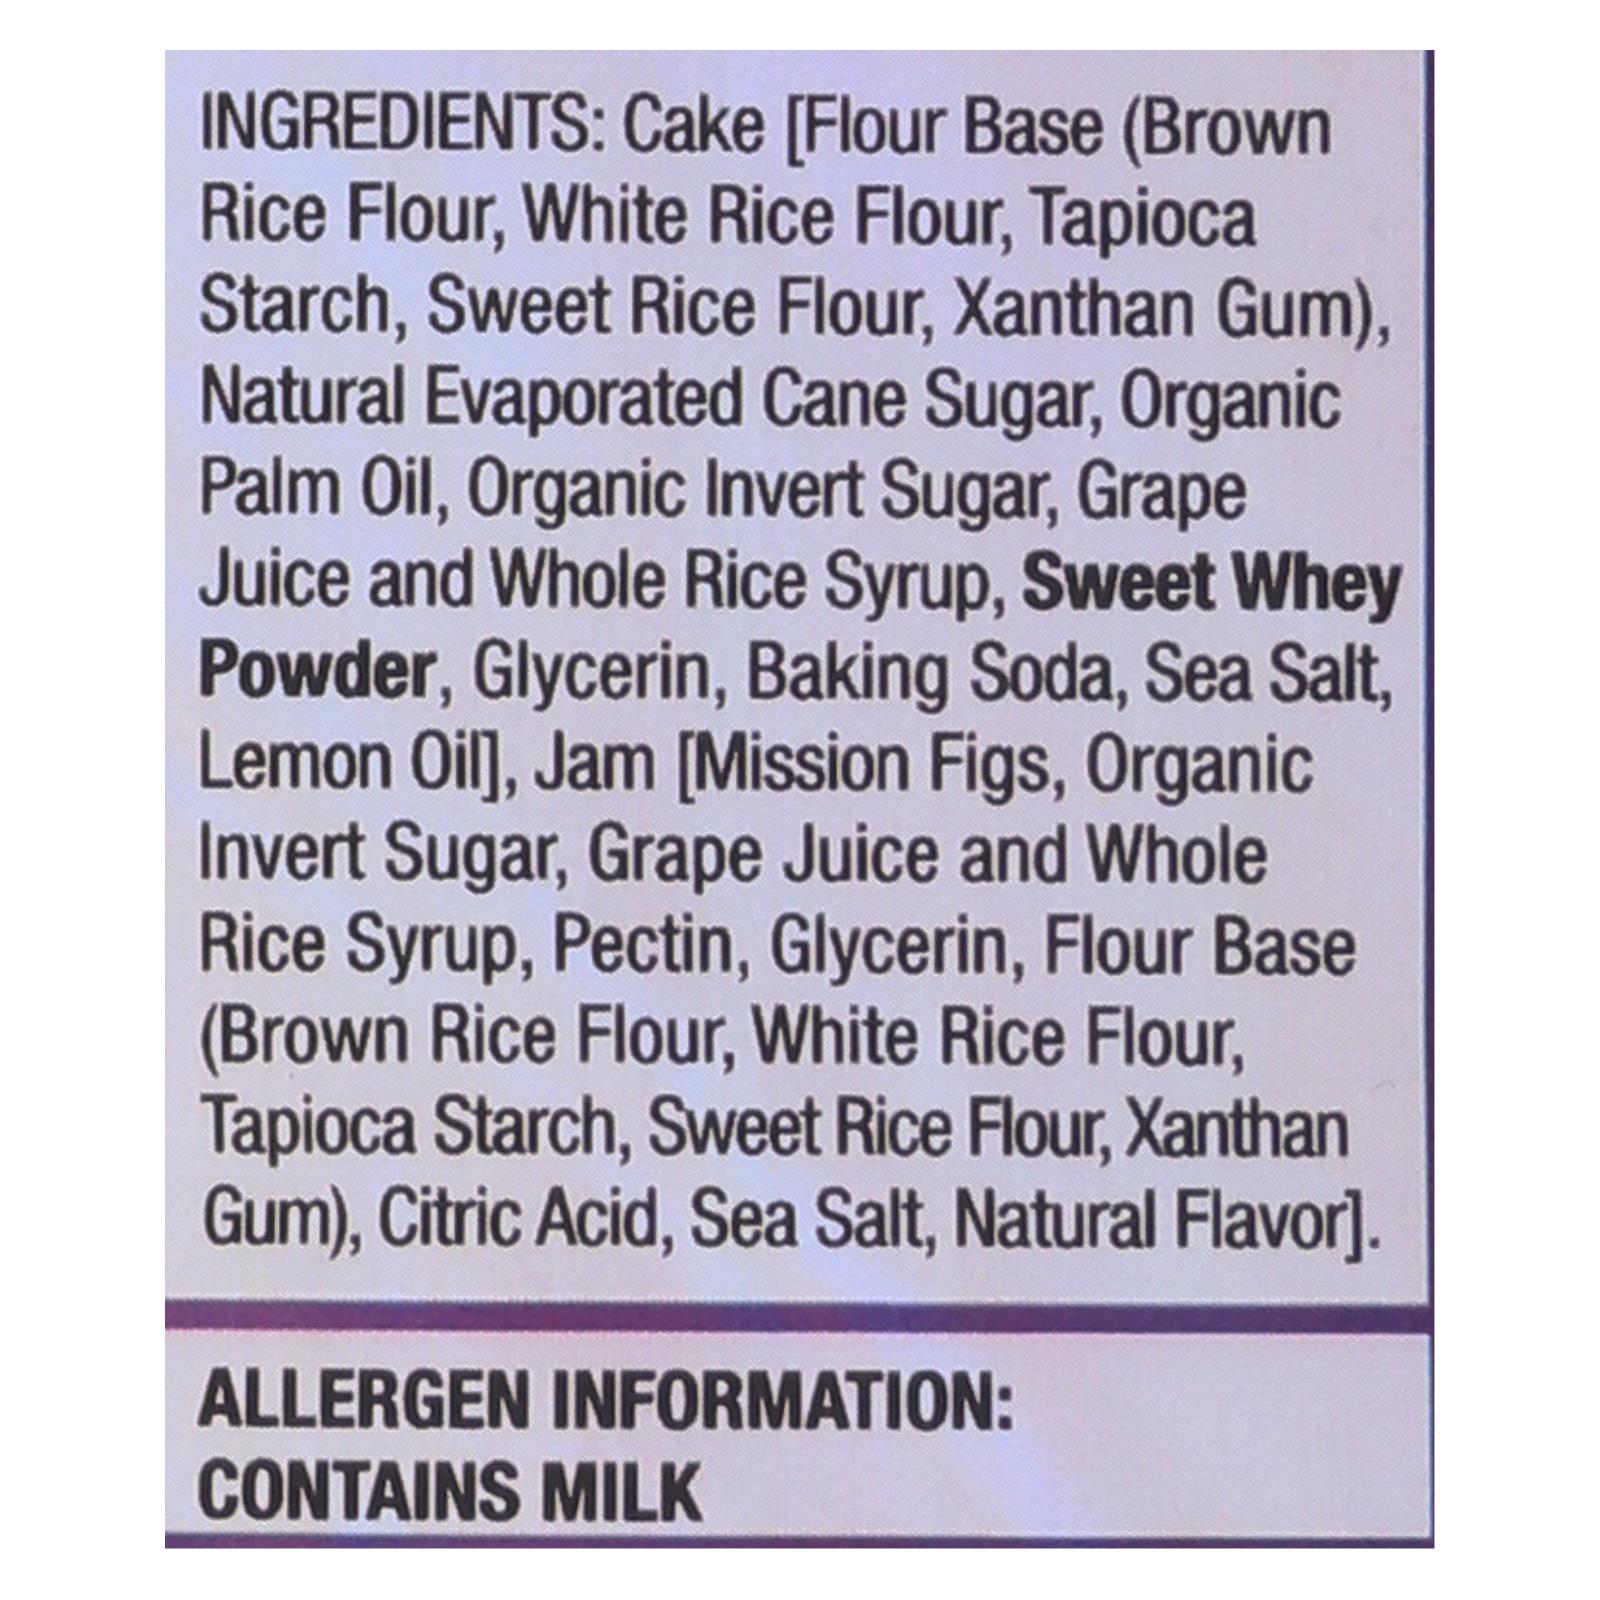 INGREDIENTS: Cake [Flour Base (Brown
Rice Flour, White Rice Flour, Tapioca
Starch, Sweet Rice Flour, Xanthan Gum),
Natural Evaporated Cane Sugar, Organic
Palm Oil, Organic Invert Sugar, Grape
Juice and Whole Rice Syrup, Sweet Whey
Powder, Glycerin, Baking Soda, Sea Salt,
Lemon Oil], Jam [Mission Figs, Organic
Invert Sugar, Grape Juice and Whole
Rice Syrup, Pectin, Glycerin, Flour Base
(Brown Rice Flour, White Rice Flour,
Tapioca Starch, Sweet Rice Flour, Xanthan
Gum), Citric Acid, Sea Salt, Natural Flavor].
ALLERGEN INFORMATION:
CONTAINS MILK